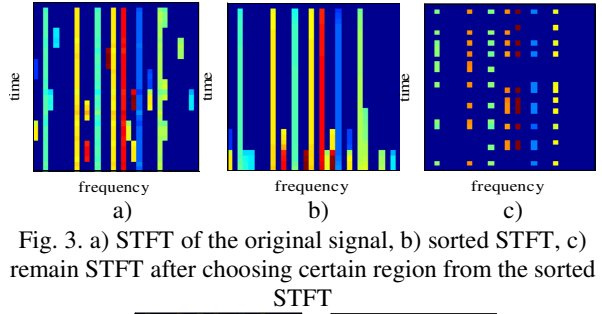 time
time
time
frequency
frequency
frequency
a)
b)
c)
Fig. 3. a) STFT of the original signal, b) sorted STFT, c)
remain STFT after choosing certain region from the sorted
STFT